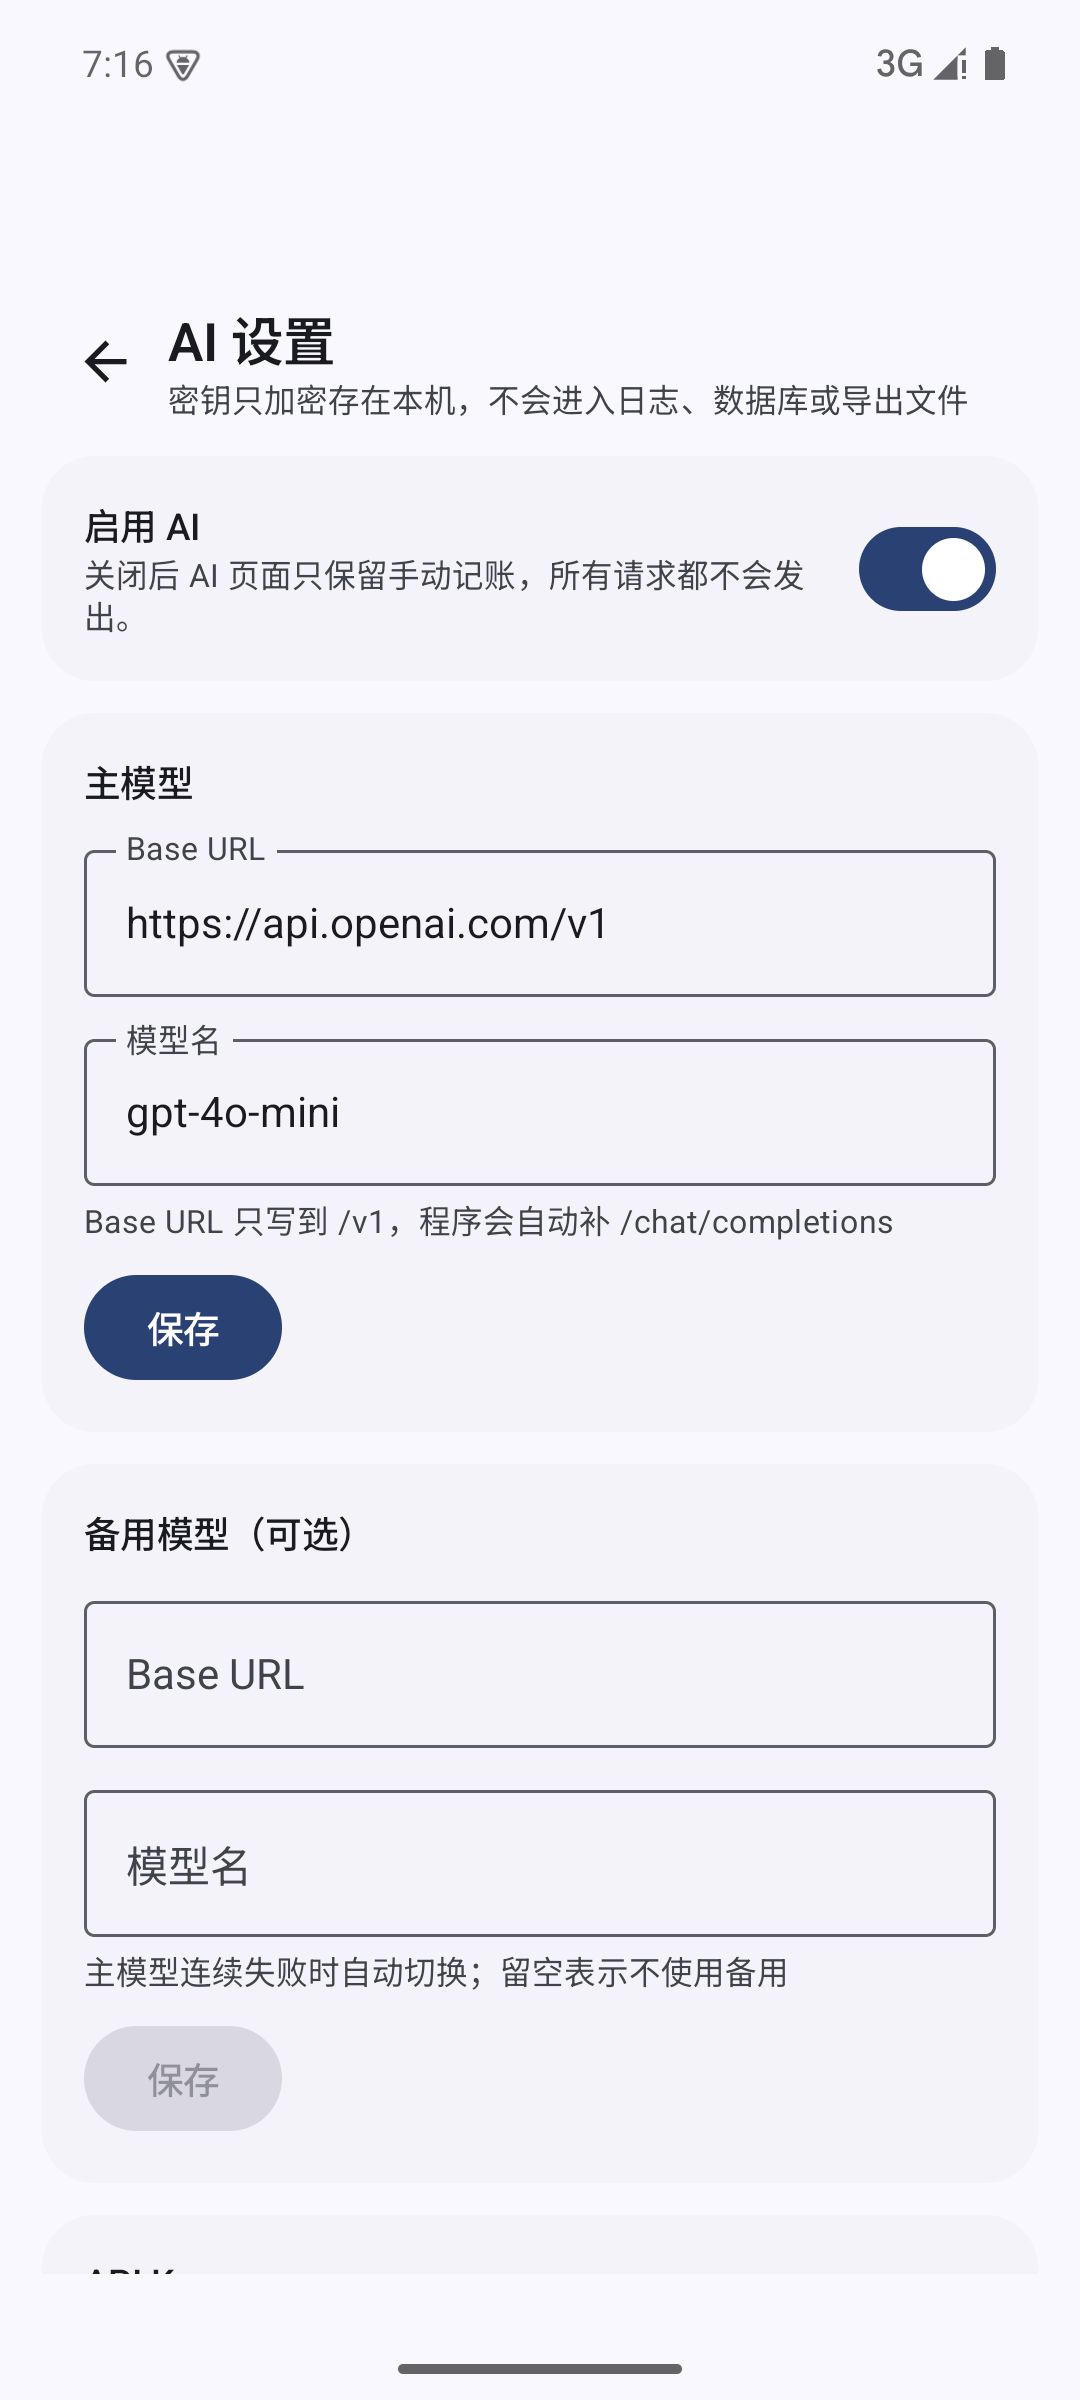 7:16
3G
AI 设置
密钥只加密存在本机，不会进入日志、数据库或导出文件
启用 AI
关闭后 AI 页面只保留手动记账，所有请求都不会发
出。
主模型
Base URL
https://api.openai.com/v1
模型名
gpt-4o-mini
Base URL 只写到 /v1，程序会自动补 /chat/completions
保存
备用模型（可选）
Base URL
模型名
主模型连续失败时自动切换；留空表示不使用备用
保存